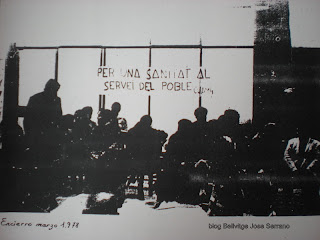 PER UNA SANITAT AL
SERVEI DEL POBLE
Encierro marzo 1.978
blog Bellvitge Jose Serrano